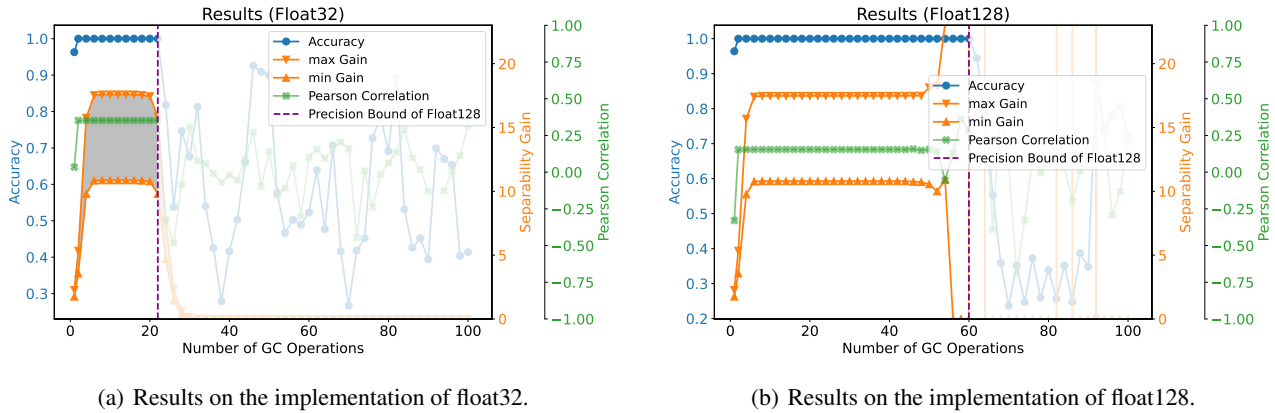 Results (Float32)
Accuracy
max Gain
min Gain
Pearson Correlation
Precision Bound of Float128
1.0
0.9
0.8
0.7
0.6
0.5
0.4
0.3
Accuracy
0
20
40
60
80
100
Number of GC Operations
20
15
10
5
0
Separability Gain
1.00
0.75
0.50
0.25
0.00
−0.25
−0.50
−0.75
−1.00
Pearson Correlation
(a) Results on the implementation of float32.
Results (Float128)
Accuracy
max Gain
min Gain
Pearson Correlation
Precision Bound of Float128
1.0
0.9
0.8
0.7
0.6
0.5
0.4
0.3
0.2
Accuracy
0
20
40
60
80
100
Number of GC Operations
20
15
10
5
0
Separability Gain
1.00
0.75
0.50
0.25
0.00
−0.25
−0.50
−0.75
−1.00
Pearson Correlation
(b) Results on the implementation of float128.